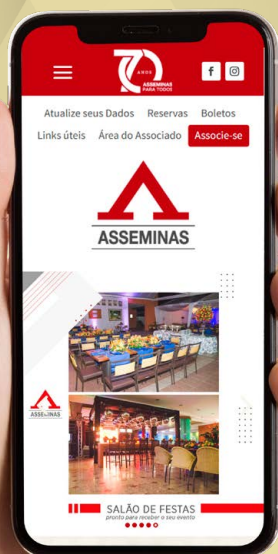 70
ANOS
ASSEMINAS
PARA TODOS
Atualize seus Dados Reservas Boletos
Links úteis Área do Associado Associe-se
ASSEMINAS
ASSEMINAS
SALÃO DE FESTAS
pronto para receber o seu evento